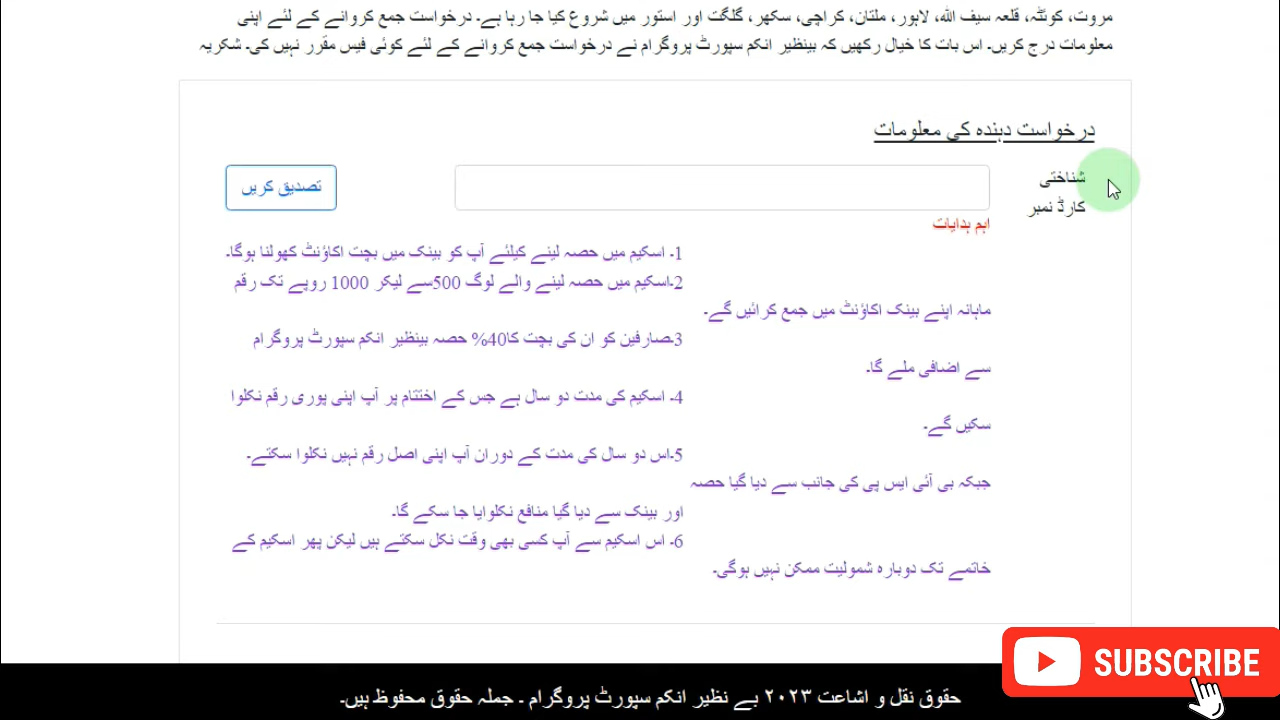 مروت، کوئٹہ، قلعہ سیف اللہ، لاہور، ملتان، کراچی، سکھر، گلگت اور استور میں شروع کیا جا رہا ہے۔ درخواست جمع کروانے کے لئے اپنی
معلومات درج کریں۔ اس بات کا خیال رکھیں کہ بینظیر انکم سپورٹ پروگرام نے درخواست جمع کروانے کے لئے کوئی فیس مقرر نہیں کی۔ شکریہ
درخواست دہندہ کی معلومات
شناختی
کارڈ نمبر
تصدیق کریں
اہم ہدایات
1۔ اسکیم میں حصہ لینے کیلئے آپ کو بینک میں بچت اکاؤنٹ کھولنا ہوگا۔
2۔اسکیم میں حصہ لینے والے لوگ 500سے لیکر 1000 روپے تک رقم
ماہانہ اپنے بینک اکاؤنٹ میں جمع کرائیں گے۔
3۔صارفین کو ان کی بچت کا40% حصہ بینظیر انکم سپورٹ پروگرام
سے اضافی ملے گا۔
4۔ اسکیم کی مدت دو سال ہے جس کے اختتام پر آپ اپنی پوری رقم نکلوا
سکیں گے۔
5۔اس دو سال کی مدت کے دوران آپ اپنی اصل رقم نہیں نکلوا سکتے۔
جبکہ بی آئی ایس پی کی جانب سے دیا گیا حصہ
اور بینک سے دیا گیا منافع نکلوایا جا سکے گا۔
6۔ اس اسکیم سے آپ کسی بھی وقت نکل سکتے ہیں لیکن پھر اسکیم کے
خاتمے تک دوبارہ شمولیت ممکن نہیں ہوگی۔
SUBSCRIBE
حقوق نقل و اشاعت ۲۰۲۳ بے نظیر انکم سپورٹ پروگرام ۔ جملہ حقوق محفوظ ہیں۔